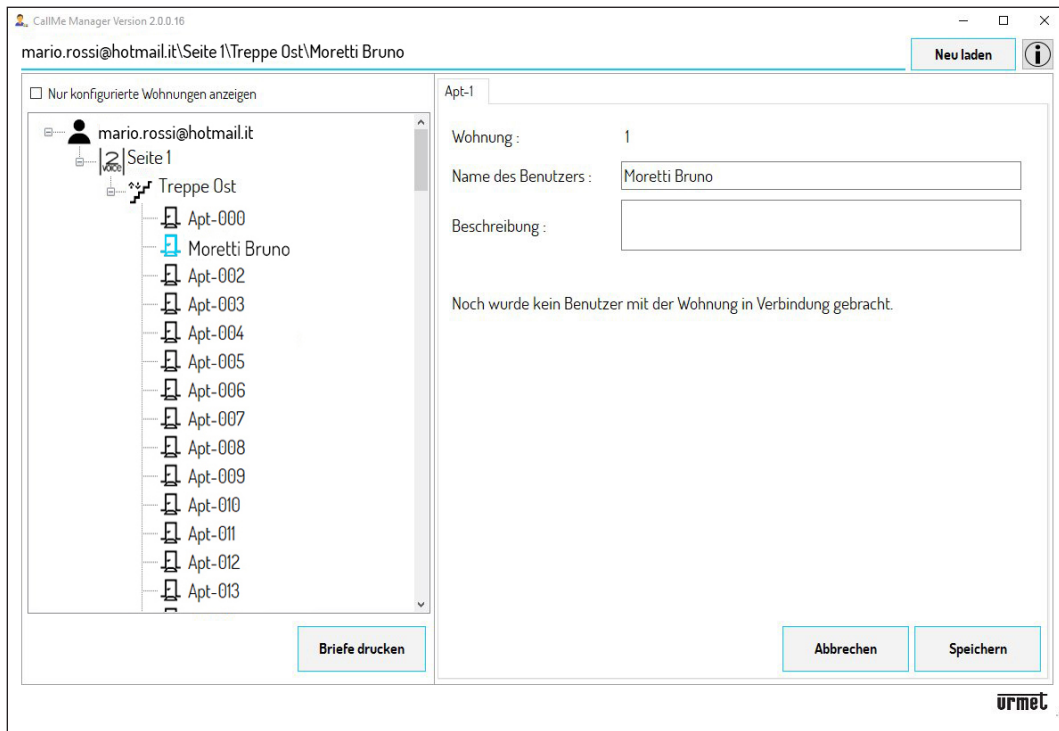 CallMe Manager Version 2.0.0.16
mario.rossi@hotmail.it\Seite 1\Treppe Ost\Moretti Bruno
Neu laden
Nur konfigurierte Wohnungen anzeigen
mario.rossi@hotmail.it
2 VOICE Seite 1
Treppe Ost
Apt-000
Moretti Bruno
Apt-002
Apt-003
Apt-004
Apt-005
Apt-006
Apt-007
Apt-008
Apt-009
Apt-010
Apt-011
Apt-012
Apt-013
Briefe drucken
Apt-1
Wohnung : 1
Name des Benutzers : Moretti Bruno
Beschreibung :
Noch wurde kein Benutzer mit der Wohnung in Verbindung gebracht.
Abbrechen
Speichern
urmet